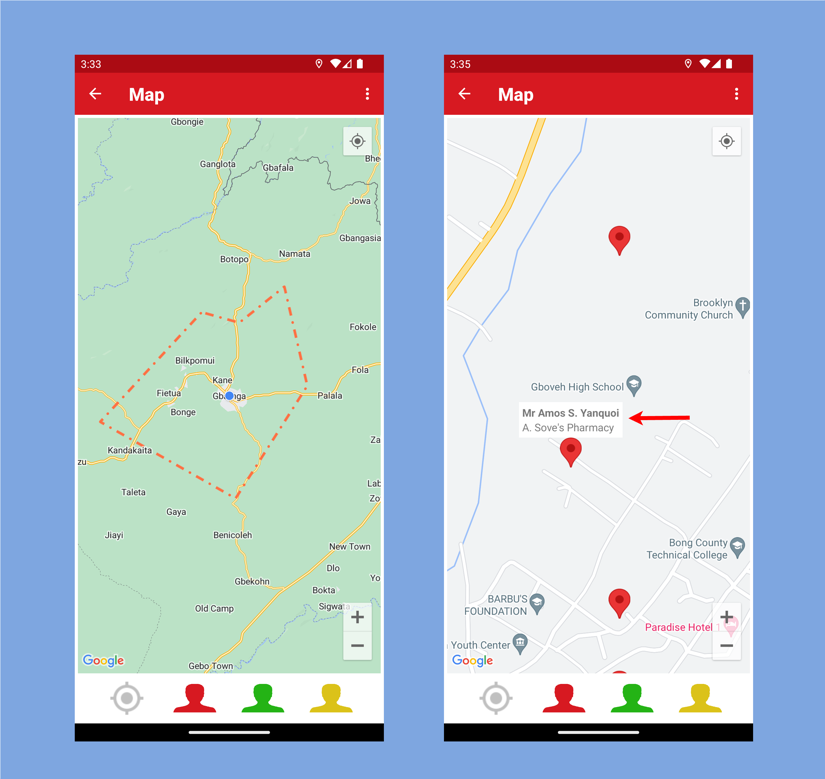 3:33
Map
Gbongie
Ganglota
Gbafala
Bhe
Jowa
Gbangasia
Botopo
Namata
Fokole
Bilkpomui
Fola
Kane
Fietua
Palala
Bonge
Kandakaita
Za
zu
Taleta
Lab
Zo
Gaya
Jiayi
Benicoleh
New Town
Dlo
Gbekohn
Yo
Bokta
Old Camp
Sigwa
+
−
Google
Gebo Town
3:35
Map
Brooklyn
Community Church
Gboveh High School
Mr Amos S. Yanquoi
A. Sove's Pharmacy
Bong County
Technical College
BARBU'S
FOUNDATION
+
Paradise Hotel 1
Youth Center
−
Google